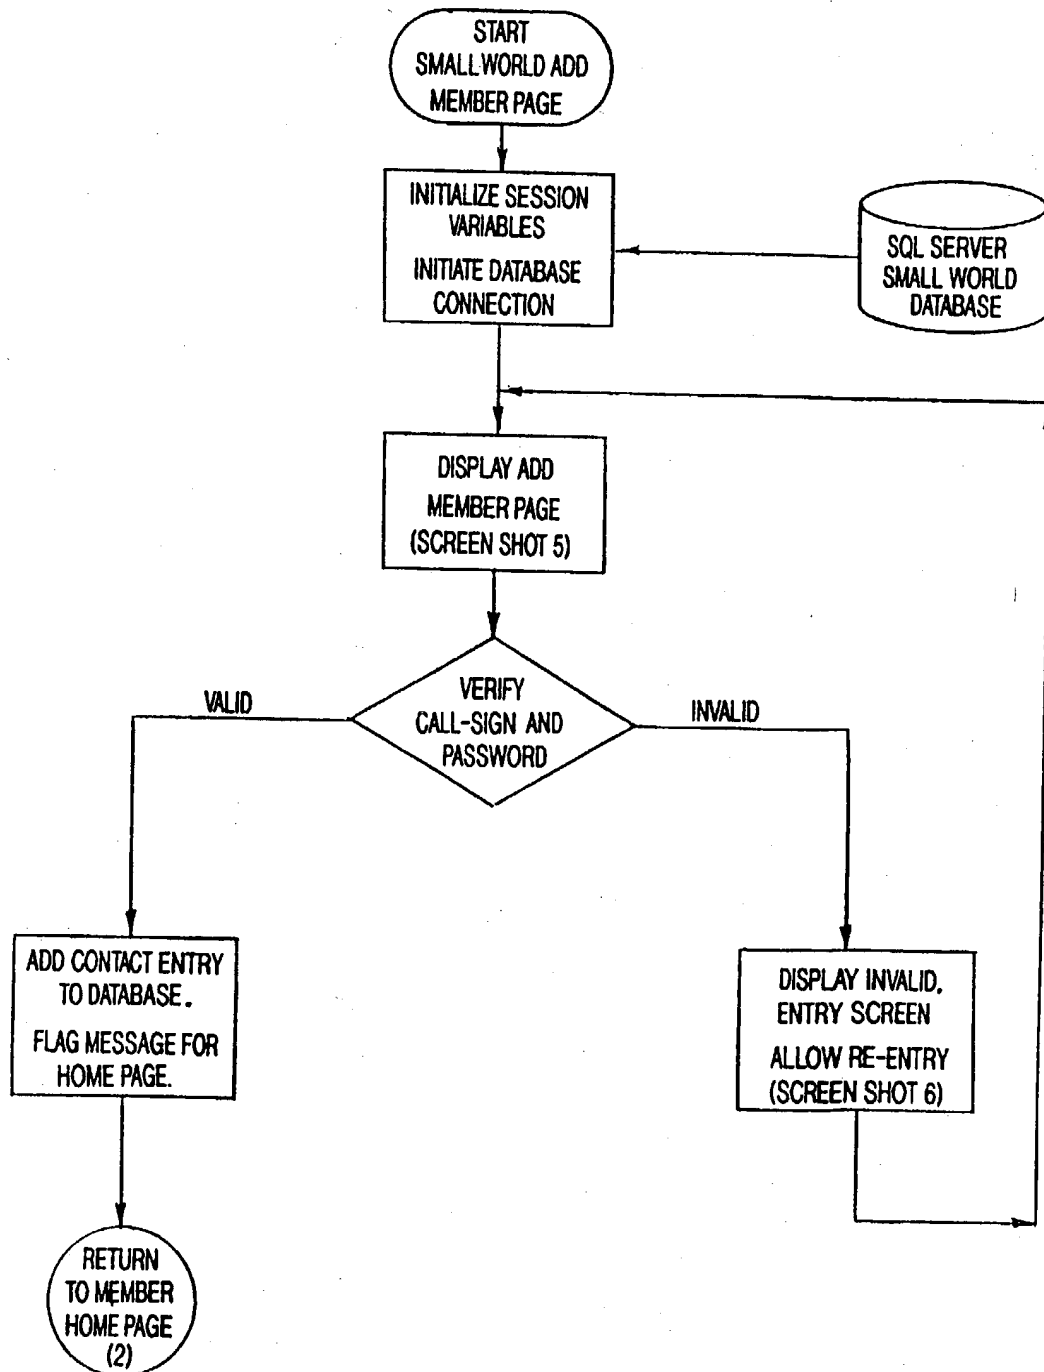 START
SMALLWORLD ADD
MEMBER PAGE
INITIALIZE SESSION
VARIABLES
INITIATE DATABASE
CONNECTION
SQL SERVER
SMALL WORLD
DATABASE
DISPLAY ADD
MEMBER PAGE
(SCREEN SHOT 5)
VERIFY
CALL-SIGN AND
PASSWORD
VALID
INVALID
ADD CONTACT ENTRY
TO DATABASE.
FLAG MESSAGE FOR
HOME PAGE.
DISPLAY INVALID.
ENTRY SCREEN
ALLOW RE-ENTRY
(SCREEN SHOT 6)
RETURN
TO MEMBER
HOME PAGE
(2)